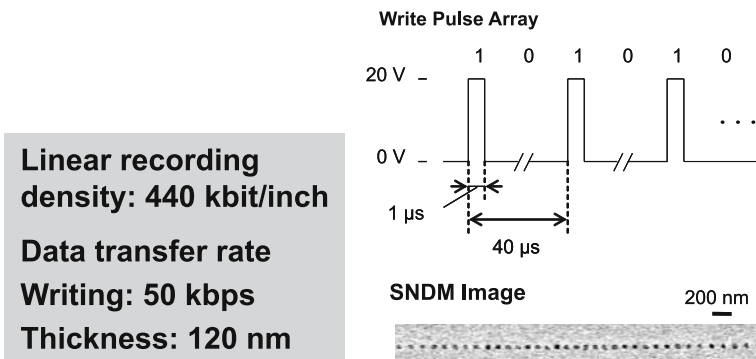 Write Pulse Array
1 0 1 0 1 0
20 V
0 V
1 µs
40 µs
Linear recording
density: 440 kbit/inch
Data transfer rate
Writing: 50 kbps
Thickness: 120 nm
SNDM Image
200 nm